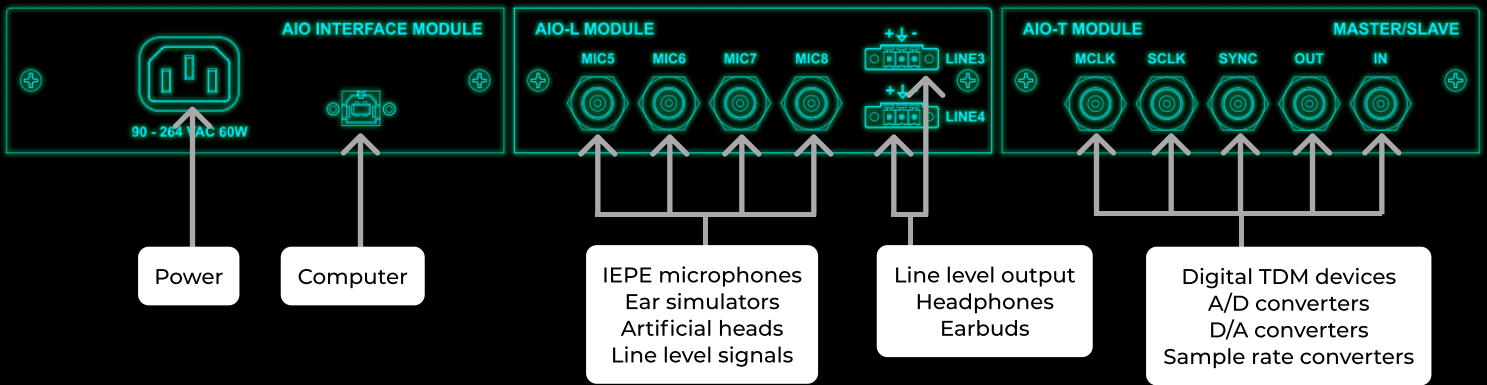 AIO INTERFACE MODULE
90 - 264 VAC 60W
AIO-L MODULE
MIC5 MIC6 MIC7 MIC8
+ -
LINE3
+
LINE4
AIO-T MODULE
MASTER/SLAVE
MCLK SCLK SYNC OUT IN
Power
Computer
IEPE microphones
Ear simulators
Artificial heads
Line level signals
Line level output
Headphones
Earbuds
Digital TDM devices
A/D converters
D/A converters
Sample rate converters